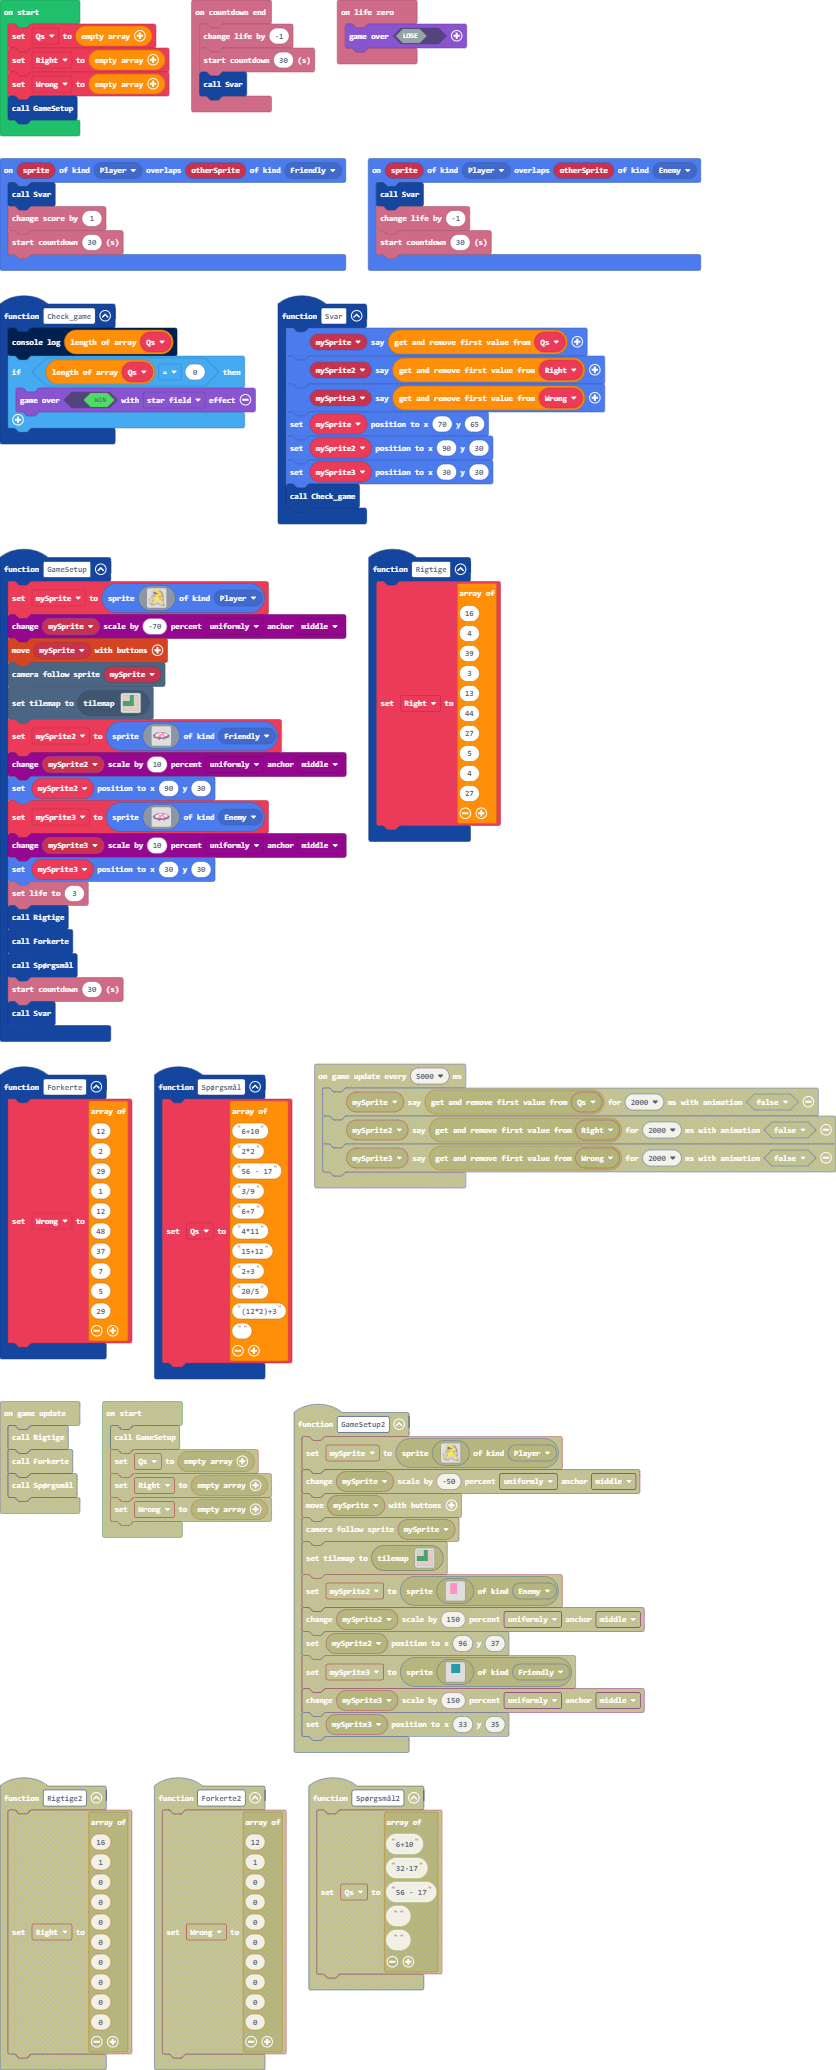 on start
set Qs to empty array
set Right to empty array
set Wrong to empty array
call GameSetup
on countdown end
change life by -1
start countdown 30 (s)
call Svar
on life zero
game over LOSE
on sprite of kind Player overlaps otherSprite of kind Friendly
call Svar
change score by 1
start countdown 30 (s)
on sprite of kind Player overlaps otherSprite of kind Enemy
call Svar
change life by -1
start countdown 30 (s)
function Check_game
console log length of array Qs
if length of array Qs = 0 then
game over WIN with star field effect
function Svar
mySprite say get and remove first value from Qs
mySprite2 say get and remove first value from Right
mySprite3 say get and remove first value from Wrong
set mySprite position to x 70 y 65
set mySprite2 position to x 90 y 30
set mySprite3 position to x 30 y 30
call Check_game
function GameSetup
set mySprite to sprite of kind Player
change mySprite scale by -70 percent uniformly anchor middle
move mySprite with buttons
camera follow sprite mySprite
set tilemap to tilemap
set mySprite2 to sprite of kind Friendly
change mySprite2 scale by 10 percent uniformly anchor middle
set mySprite2 position to x 90 y 30
set mySprite3 to sprite of kind Enemy
change mySprite3 scale by 10 percent uniformly anchor middle
set mySprite3 position to x 30 y 30
set life to 3
call Rigtige
call Forkerte
call Spørgsmål
start countdown 30 (s)
call Svar
function Rigtige
set Right to array of
16
4
39
3
13
44
27
5
4
27
function Forkerte
set Wrong to array of
12
2
29
1
12
48
37
7
5
29
function Spørgsmål
set Qs to array of
"6+10"
"2*2"
"56 - 17"
"3/9"
"6+7"
"4*11"
"15+12"
"2+3"
"20/5"
"(12*2)+3"
" "
on game update every 5000 ms
mySprite say get and remove first value from Qs for 2000 ms with animation false
mySprite2 say get and remove first value from Right for 2000 ms with animation false
mySprite3 say get and remove first value from Wrong for 2000 ms with animation false
on game update
call Rigtige
call Forkerte
call Spørgsmål
on start
call GameSetup
set Qs to empty array
set Right to empty array
set Wrong to empty array
function GameSetup2
set mySprite to sprite of kind Player
change mySprite scale by -50 percent uniformly anchor middle
move mySprite with buttons
camera follow sprite mySprite
set tilemap to tilemap
set mySprite2 to sprite of kind Enemy
change mySprite2 scale by 150 percent uniformly anchor middle
set mySprite2 position to x 96 y 37
set mySprite3 to sprite of kind Friendly
change mySprite3 scale by 150 percent uniformly anchor middle
set mySprite3 position to x 33 y 35
function Rigtige2
set Right to array of
16
1
0
0
0
0
0
0
0
0
function Forkerte2
set Wrong to array of
12
1
0
0
0
0
0
0
0
0
function Spørgsmål2
set Qs to array of
"6+10"
"32-17"
"56 - 17"
" "
" "